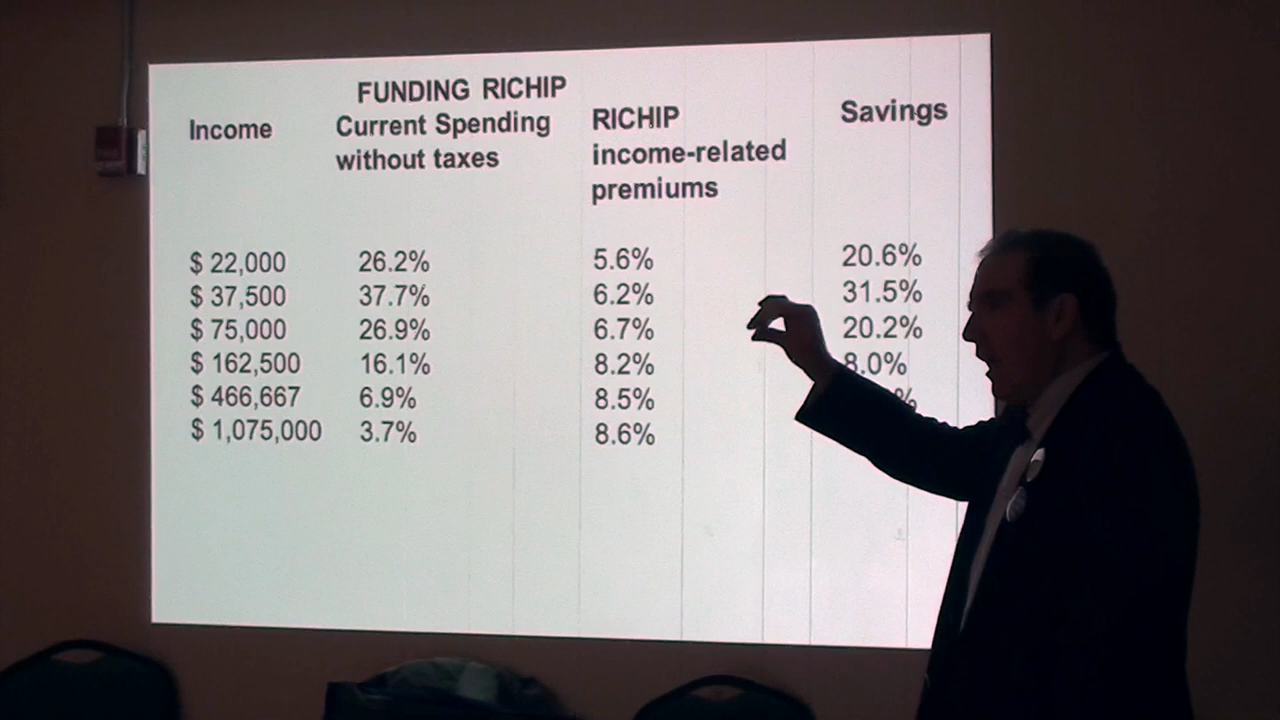 FUNDING RICHIP
Income Current Spending without taxes RICHIP income-related premiums Savings
$ 22,000 26.2% 5.6% 20.6%
$ 37,500 37.7% 6.2% 31.5%
$ 75,000 26.9% 6.7% 20.2%
$ 162,500 16.1% 8.2% 8.0%
$ 466,667 6.9% 8.5%
$ 1,075,000 3.7% 8.6%